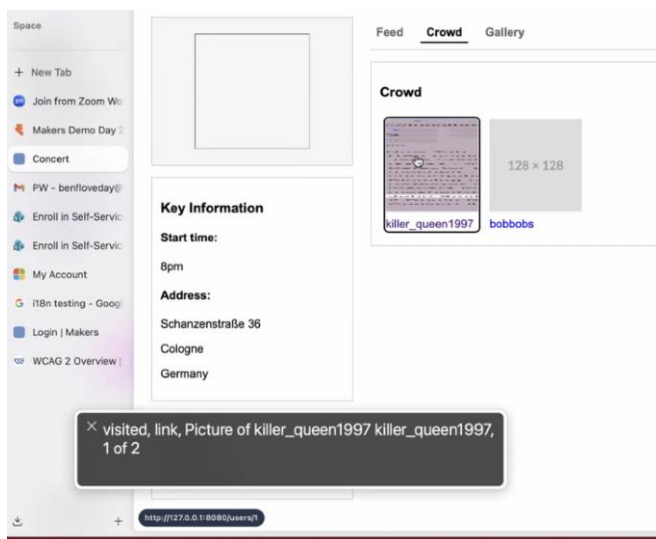 Space
+ New Tab
Join from Zoom Wo
Makers Demo Day 2
Concert
PW - benfloveday@
Enroll in Self-Servic
Enroll in Self-Servic
My Account
i18n testing - Googl
Login | Makers
WCAG 2 Overview |
+
Key Information
Start time:
8pm
Address:
Schanzenstraße 36
Cologne
Germany
Feed Crowd Gallery
Crowd
128 × 128
killer_queen1997 bobbobs
visited, link, Picture of killer_queen1997 killer_queen1997,
1 of 2
http://127.0.0.1:8080/users/1